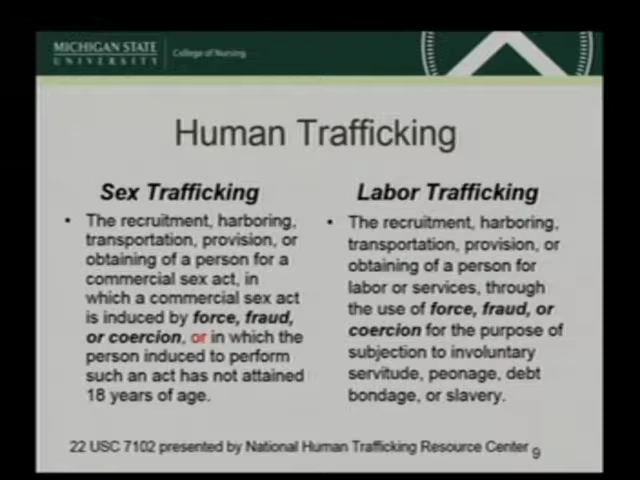 MICHIGAN STATE
UNIVERSITY
College of Nursing
Human Trafficking
Sex Trafficking
• The recruitment, harboring,
transportation, provision, or
obtaining of a person for a
commercial sex act, in
which a commercial sex act
is induced by force, fraud,
or coercion, or in which the
person induced to perform
such an act has not attained
18 years of age.
Labor Trafficking
• The recruitment, harboring,
transportation, provision, or
obtaining of a person for
labor or services, through
the use of force, fraud, or
coercion for the purpose of
subjection to involuntary
servitude, peonage, debt
bondage, or slavery.
22 USC 7102 presented by National Human Trafficking Resource Center
9